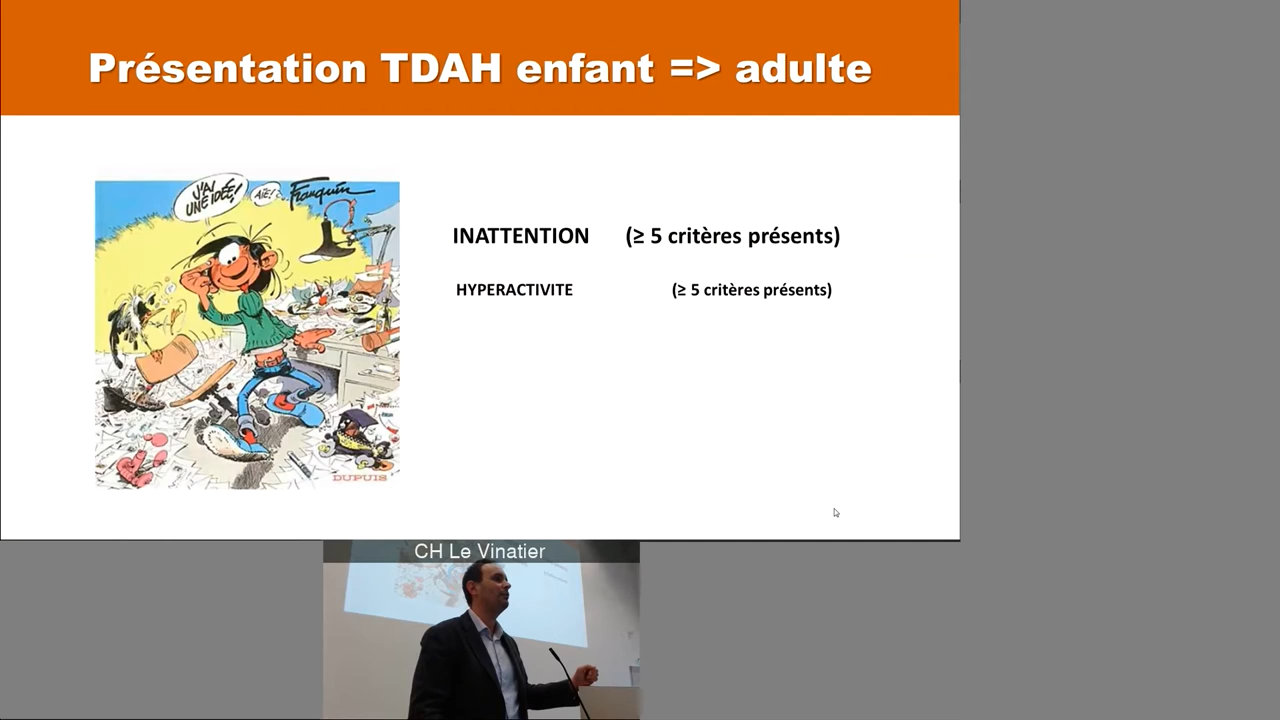 Présentation TDAH enfant => adulte
J'AI
UNE IDÉE!
AÏE!
Franquin
INATTENTION (≥ 5 critères présents)
HYPERACTIVITE (≥ 5 critères présents)
DUPUIS
CH Le Vinatier